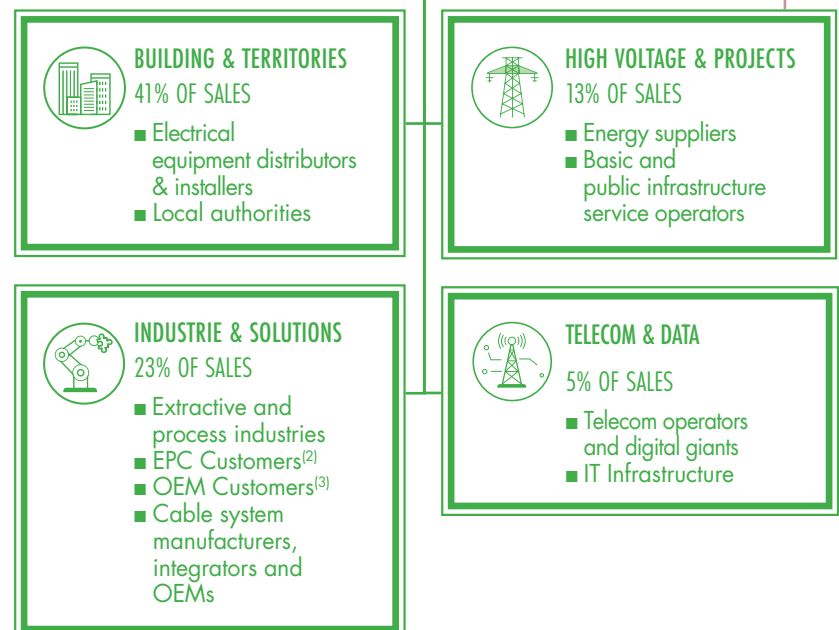 BUILDING & TERRITORIES
41% OF SALES
■ Electrical
equipment distributors
& installers
■ Local authorities
HIGH VOLTAGE & PROJECTS
13% OF SALES
■ Energy suppliers
■ Basic and
public infrastructure
service operators
INDUSTRIE & SOLUTIONS
23% OF SALES
■ Extractive and
process industries
■ EPC Customers(2)
■ OEM Customers(3)
■ Cable system
manufacturers,
integrators and
OEMs
TELECOM & DATA
5% OF SALES
■ Telecom operators
and digital giants
■ IT Infrastructure